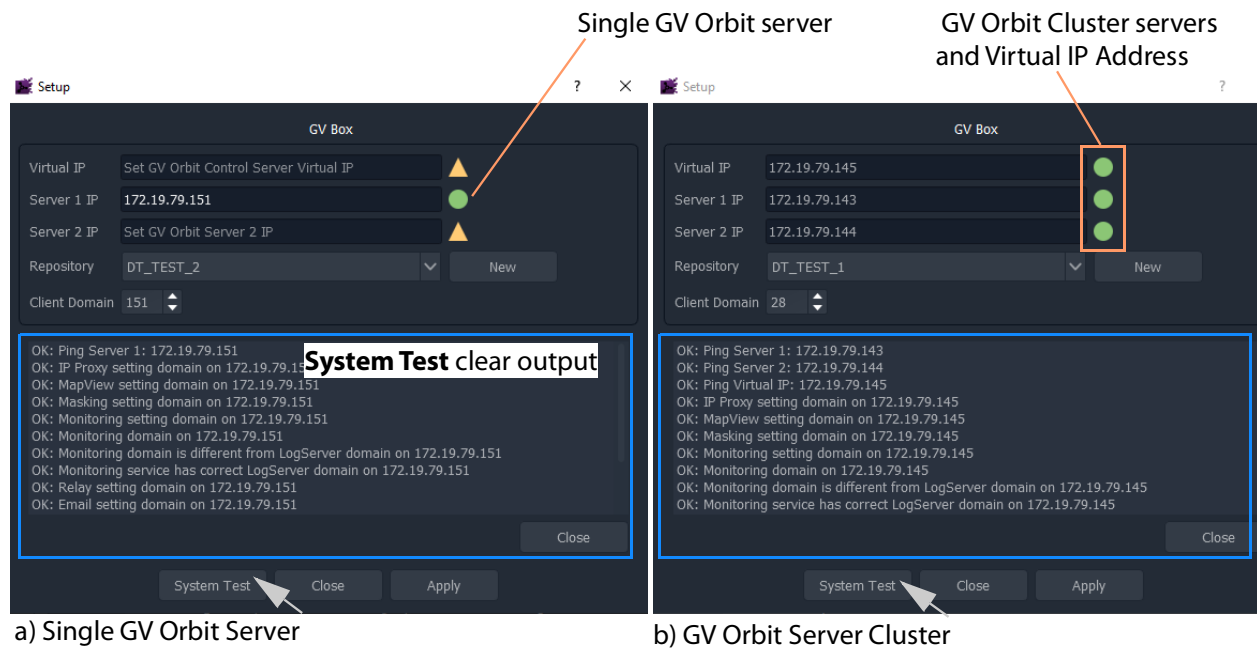 Single GV Orbit server
GV Orbit Cluster servers
and Virtual IP Address
Setup
?
×
GV Box
Virtual IP
Set GV Orbit Control Server Virtual IP
Server 1 IP
172.19.79.151
Server 2 IP
Set GV Orbit Server 2 IP
Repository
DT_TEST_2
New
Client Domain
151
OK: Ping Server 1: 172.19.79.151
OK: IP Proxy setting domain on 172.19.15
System Test clear output
OK: MapView setting domain on 172.19.79.151
OK: Masking setting domain on 172.19.79.151
OK: Monitoring setting domain on 172.19.79.151
OK: Monitoring domain on 172.19.79.151
OK: Monitoring domain is different from LogServer domain on 172.19.79.151
OK: Monitoring service has correct LogServer domain on 172.19.79.151
OK: Relay setting domain on 172.19.79.151
OK: Email setting domain on 172.19.79.151
Close
System Test
Close
Apply
a) Single GV Orbit Server
Setup
?
GV Box
Virtual IP
172.19.79.145
Server 1 IP
172.19.79.143
Server 2 IP
172.19.79.144
Repository
DT_TEST_1
New
Client Domain
28
OK: Ping Server 1: 172.19.79.143
OK: Ping Server 2: 172.19.79.144
OK: Ping Virtual IP: 172.19.79.145
OK: IP Proxy setting domain on 172.19.79.145
OK: MapView setting domain on 172.19.79.145
OK: Masking setting domain on 172.19.79.145
OK: Monitoring setting domain on 172.19.79.145
OK: Monitoring domain on 172.19.79.145
OK: Monitoring domain is different from LogServer domain on 172.19.79.145
OK: Monitoring service has correct LogServer domain on 172.19.79.145
Close
System Test
Close
Apply
b) GV Orbit Server Cluster